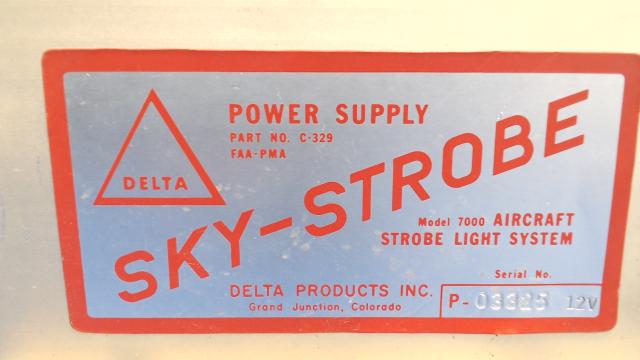 POWER SUPPLY
PART NO. C-329
FAA-PMA
DELTA
SKY-STROBE
Model 7000 AIRCRAFT
STROBE LIGHT SYSTEM
Serial No.
P-03325 12V
DELTA PRODUCTS INC.
Grand Junction, Colorado